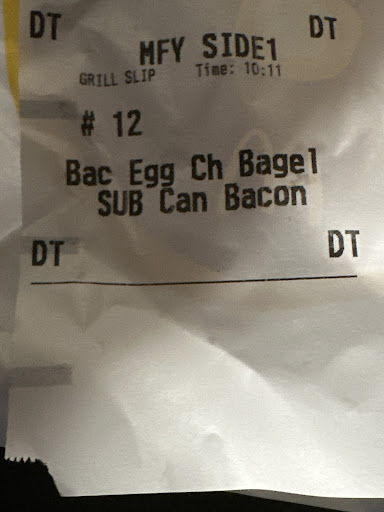 DT DT
MFY SIDE1
GRILL SLIP Time: 10:11
# 12
Bac Egg Ch Bagel
SUB Can Bacon
DT DT